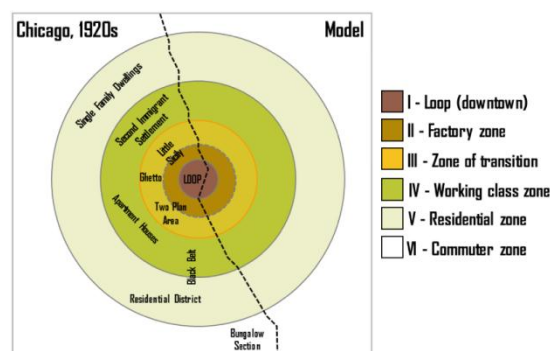 Chicago, 1920s
Model
Single Family Dwellings
Second Immigrant
Settlement
Little
Sicily
Ghetto
LOOP
Two Plan
Area
Apartment Houses
Black Belt
Residential District
Bungalow
Section
I - Loop (downtown)
II - Factory zone
III - Zone of transition
IV - Working class zone
V - Residential zone
VI - Commuter zone